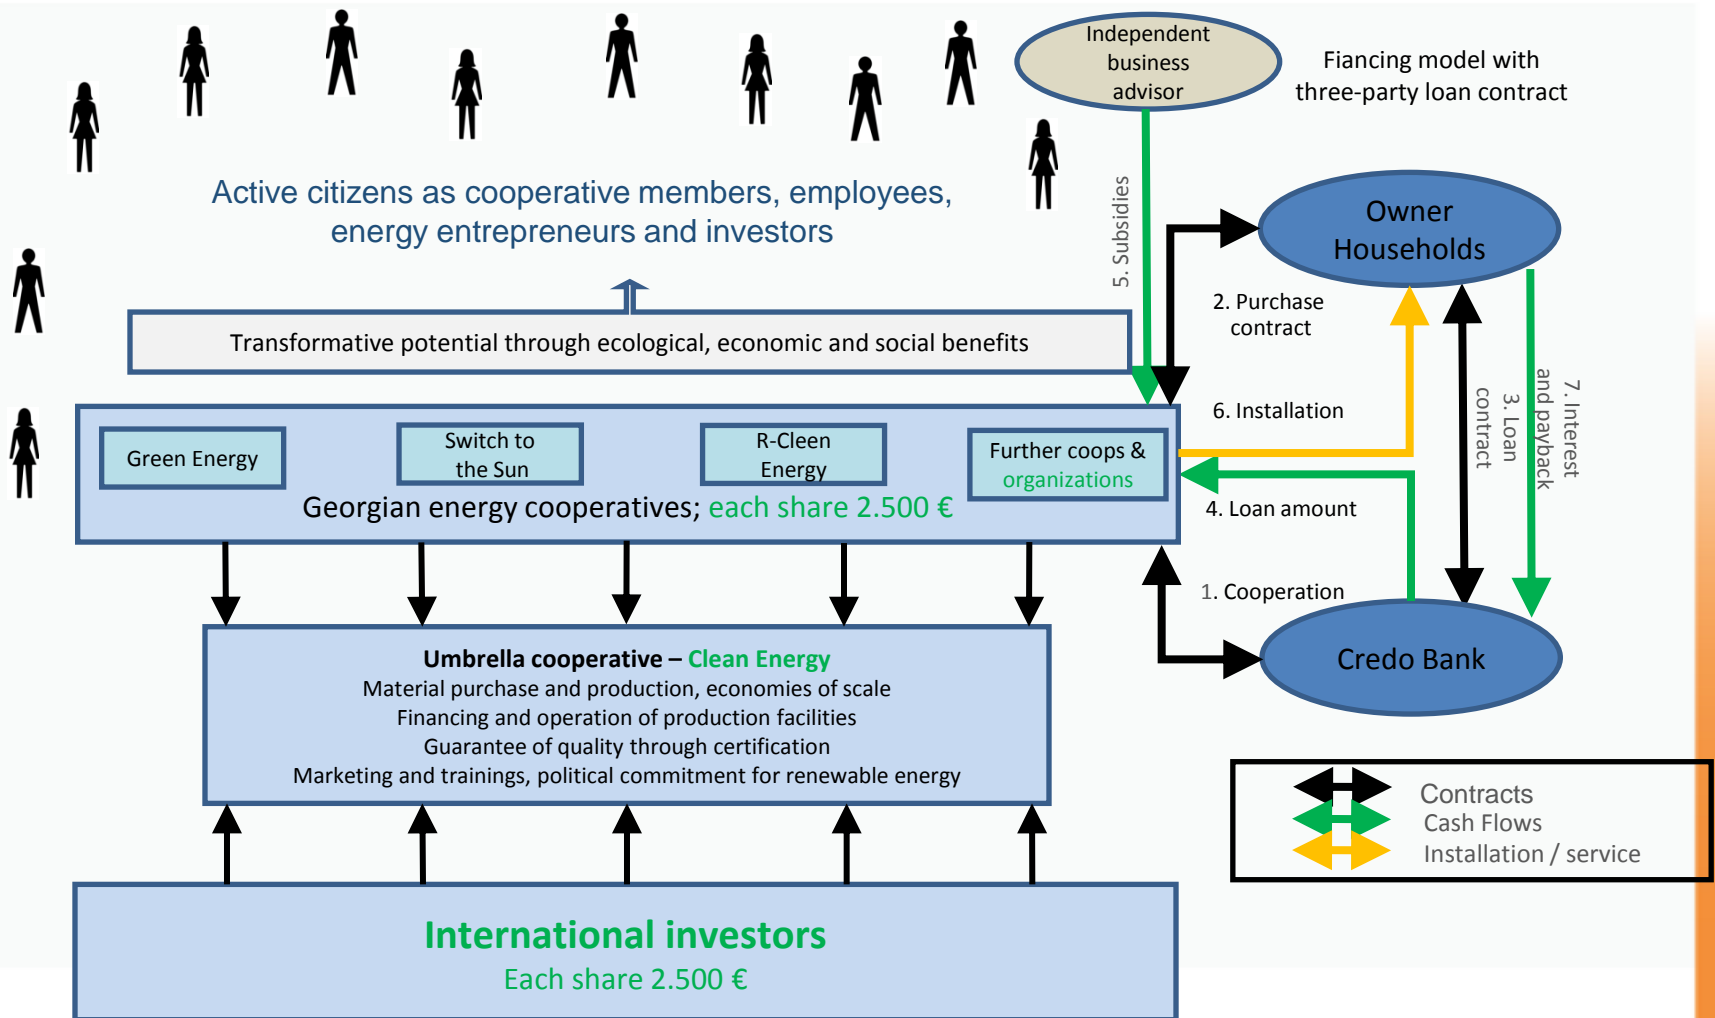 Independent
business
advisor
Fiancing model with
three-party loan contract
Active citizens as cooperative members, employees,
energy entrepreneurs and investors
5. Subsidies
Owner
Households
2. Purchase
contract
Transformative potential through ecological, economic and social benefits
6. Installation
3. Loan
contract
7. Interest
and payback
Green Energy
Switch to
the Sun
R-Cleen
Energy
Further coops &
organizations
Georgian energy cooperatives; each share 2.500 €
4. Loan amount
1. Cooperation
Credo Bank
Umbrella cooperative – Clean Energy
Material purchase and production, economies of scale
Financing and operation of production facilities
Guarantee of quality through certification
Marketing and trainings, political commitment for renewable energy
Contracts
Cash Flows
Installation / service
International investors
Each share 2.500 €